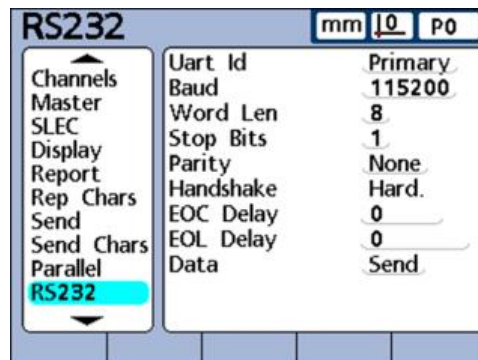 RS232 mm 0 P0
Channels
Master
SLEC
Display
Report
Rep Chars
Send
Send Chars
Parallel
RS232
Uart Id Primary
Baud 115200
Word Len 8
Stop Bits 1
Parity None
Handshake Hard.
EOC Delay 0
EOL Delay 0
Data Send